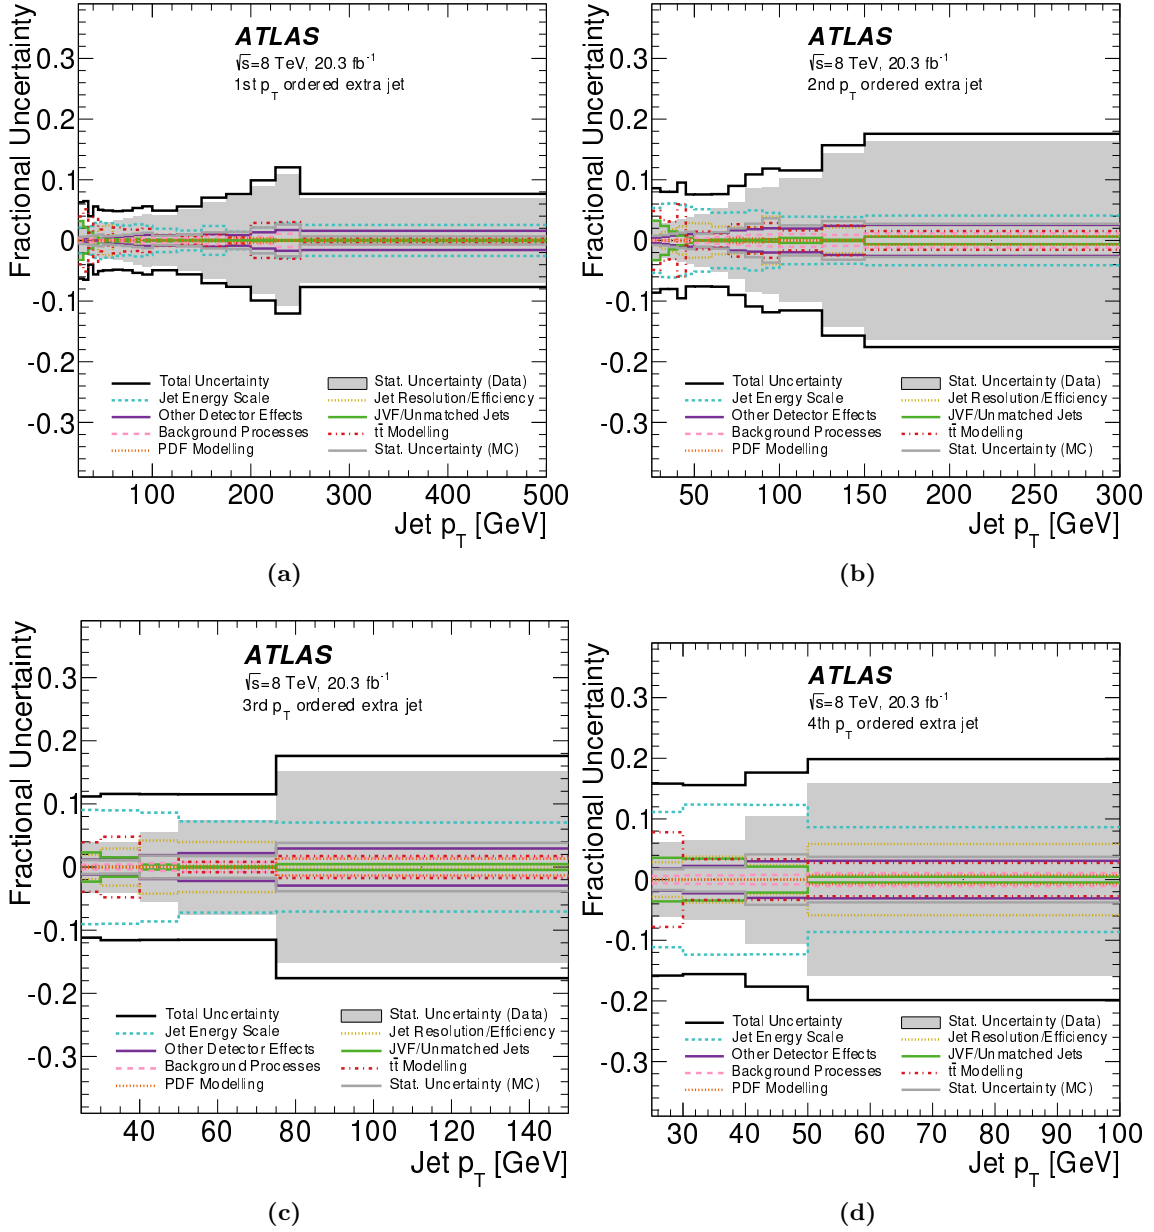 Fractional Uncertainty
0.3
0.2
0.1
0
-0.1
-0.2
-0.3
ATLAS
√s=8 TeV, 20.3 fb⁻¹
1st p_T ordered extra jet
Total Uncertainty
Jet Energy Scale
Other Detector Effects
Background Processes
PDF Modelling
Stat. Uncertainty (Data)
Jet Resolution/Efficiency
JVF/Unmatched Jets
tt̄ Modelling
Stat. Uncertainty (MC)
100 200 300 400 500
Jet p_T [GeV]
(a)
Fractional Uncertainty
0.3
0.2
0.1
0
-0.1
-0.2
-0.3
ATLAS
√s=8 TeV, 20.3 fb⁻¹
2nd p_T ordered extra jet
Total Uncertainty
Jet Energy Scale
Other Detector Effects
Background Processes
PDF Modelling
Stat. Uncertainty (Data)
Jet Resolution/Efficiency
JVF/Unmatched Jets
tt̄ Modelling
Stat. Uncertainty (MC)
50 100 150 200 250 300
Jet p_T [GeV]
(b)
Fractional Uncertainty
0.3
0.2
0.1
0
-0.1
-0.2
-0.3
ATLAS
√s=8 TeV, 20.3 fb⁻¹
3rd p_T ordered extra jet
Total Uncertainty
Jet Energy Scale
Other Detector Effects
Background Processes
PDF Modelling
Stat. Uncertainty (Data)
Jet Resolution/Efficiency
JVF/Unmatched Jets
tt̄ Modelling
Stat. Uncertainty (MC)
40 60 80 100 120 140
Jet p_T [GeV]
(c)
Fractional Uncertainty
0.3
0.2
0.1
0
-0.1
-0.2
-0.3
ATLAS
√s=8 TeV, 20.3 fb⁻¹
4th p_T ordered extra jet
Total Uncertainty
Jet Energy Scale
Other Detector Effects
Background Processes
PDF Modelling
Stat. Uncertainty (Data)
Jet Resolution/Efficiency
JVF/Unmatched Jets
tt̄ Modelling
Stat. Uncertainty (MC)
30 40 50 60 70 80 90 100
Jet p_T [GeV]
(d)